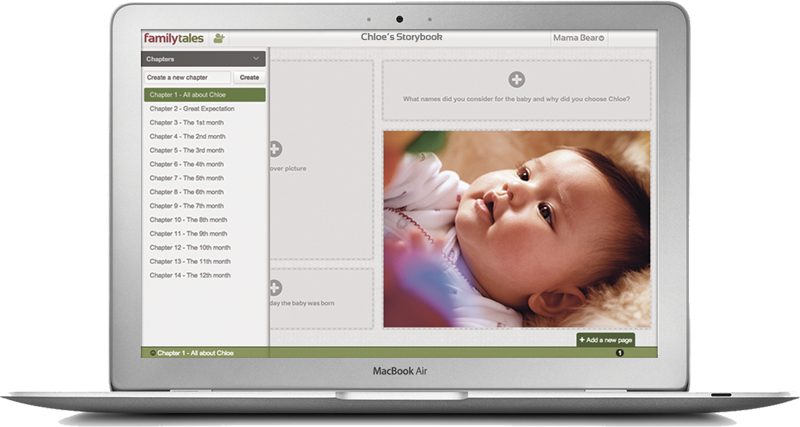 familytales
Chloe's Storybook
Mama Bear
Chapters
Create a new chapter
Create
Chapter 1 - All about Chloe
Chapter 2 - Great Expectation
Chapter 3 - The 1st month
Chapter 4 - The 2nd month
Chapter 5 - The 3rd month
Chapter 6 - The 4th month
Chapter 7 - The 5th month
Chapter 8 - The 6th month
Chapter 9 - The 7th month
Chapter 10 - The 8th month
Chapter 11 - The 9th month
Chapter 12 - The 10th month
Chapter 13 - The 11th month
Chapter 14 - The 12th month
over picture
day the baby was born
What names did you consider for the baby and why did you choose Chloe?
+ Add a new page
Chapter 1 - All about Chloe
1
MacBook Air